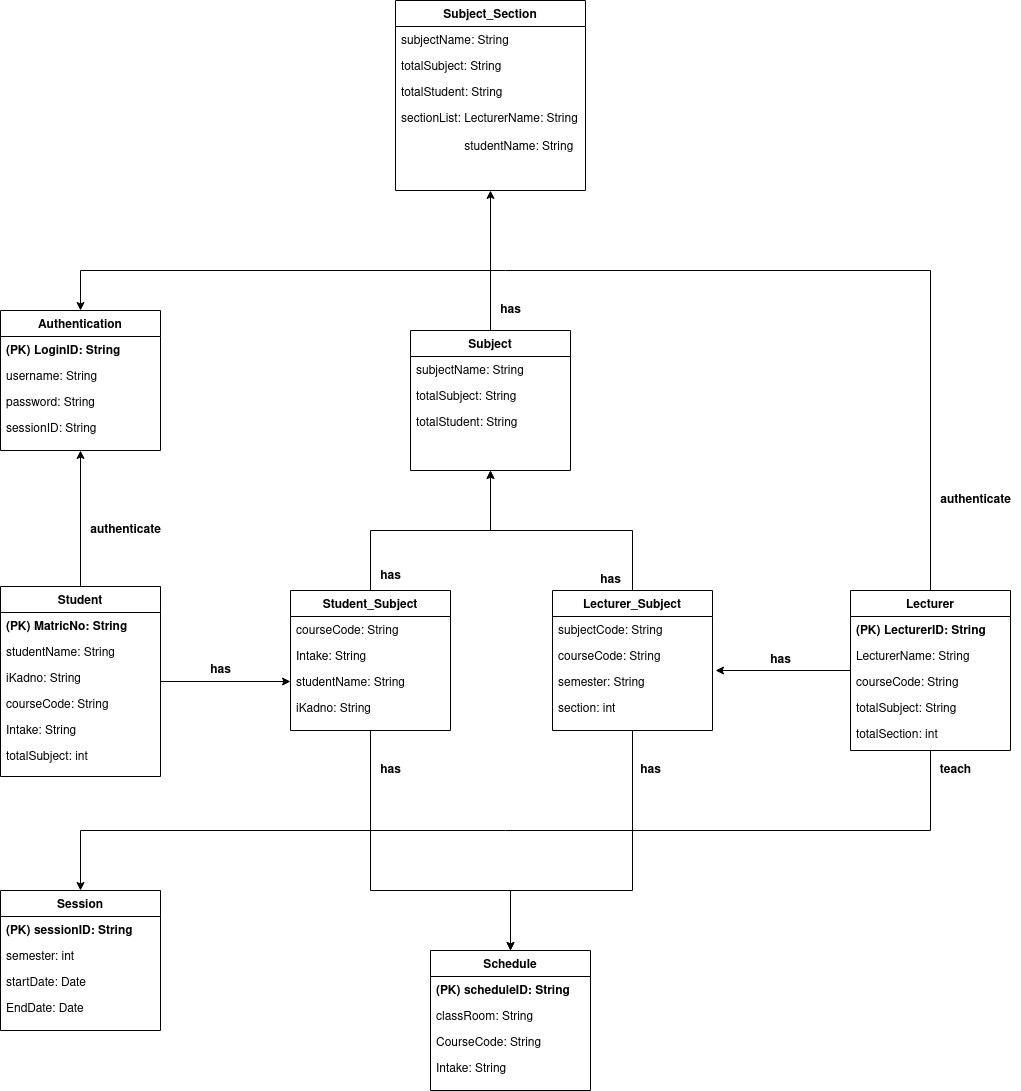 Subject_Section
subjectName: String
totalSubject: String
totalStudent: String
sectionList: LecturerName: String
studentName: String
has
Authentication
(PK) LoginID: String
username: String
password: String
sessionID: String
Subject
subjectName: String
totalSubject: String
totalStudent: String
authenticate
authenticate
has
has
Student
(PK) MatricNo: String
studentName: String
iKadno: String
courseCode: String
Intake: String
totalSubject: int
has
Student_Subject
courseCode: String
Intake: String
studentName: String
iKadno: String
Lecturer_Subject
subjectCode: String
courseCode: String
semester: String
section: int
has
Lecturer
(PK) LecturerID: String
LecturerName: String
courseCode: String
totalSubject: String
totalSection: int
has
has
teach
Session
(PK) sessionID: String
semester: int
startDate: Date
EndDate: Date
Schedule
(PK) scheduleID: String
classRoom: String
CourseCode: String
Intake: String